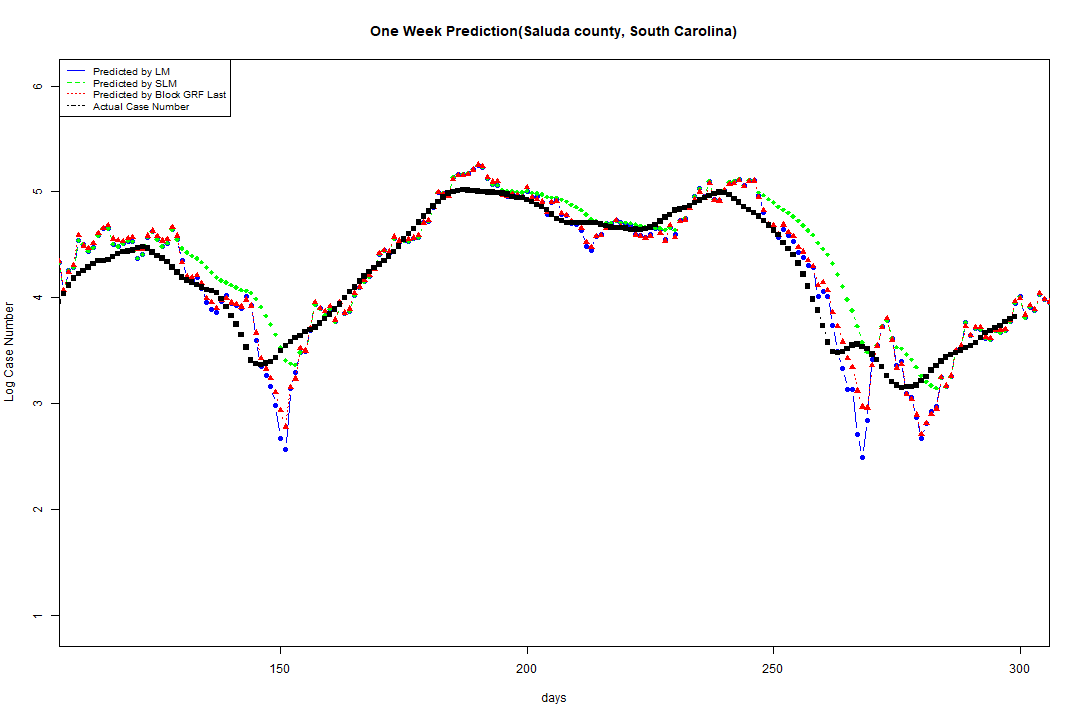 One Week Prediction(Saluda county, South Carolina)
Predicted by LM
Predicted by SLM
Predicted by Block GRF Last
Actual Case Number
6
5
4
3
2
1
Log Case Number
150
200
250
300
days